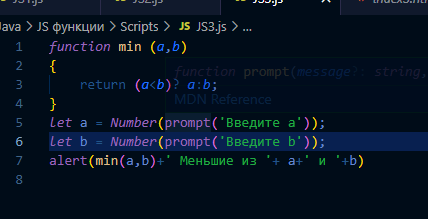 JS1.js JS2.js JS3.js index3.ht
Java > JS функции > Scripts > JS JS3.js > ...
1 function min (a,b)
2 {
3 return (a<b)? a:b;
function prompt(message?: string,
4 }
MDN Reference
5 let a = Number(prompt('Введите a'));
6 let b = Number(prompt('Введите b'));
7 alert(min(a,b)+' Меньшие из '+ a+' и '+b)
8